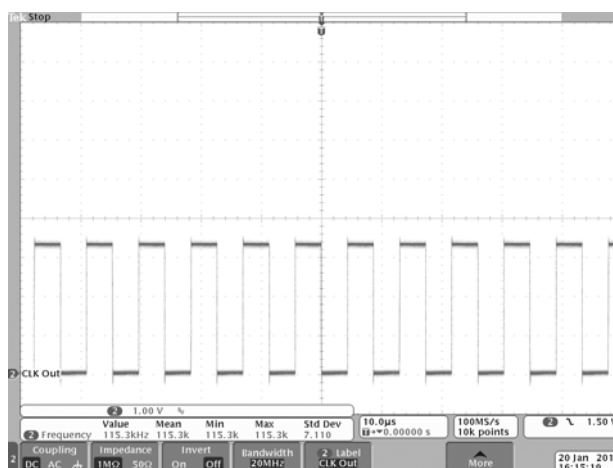 Tek Stop
T
T
2 CLK Out
2 1.00 V
Value Mean Min Max Std Dev
2 Frequency 115.3kHz 115.3k 115.3k 115.3k 7.110
10.0µs
T 0.00000 s
100MS/s
10k points
2 1.50 V
2
Coupling
DC AC
Impedance
1MΩ 50Ω
Invert
On Off
Bandwidth
20MHz
2 Label
CLK Out
More
20 Jan 201
16:15:19